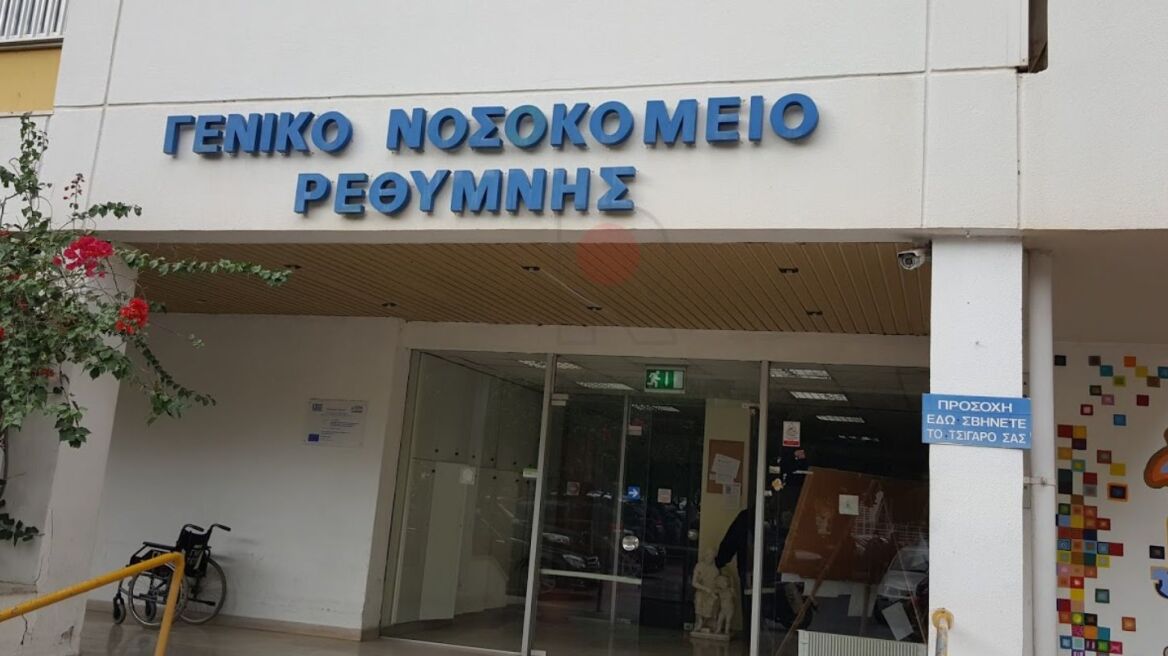 ΓΕΝΙΚΟ ΝΟΣΟΚΟΜΕΙΟ
ΡΕΘΥΜΝΗΣ
ΠΡΟΣΟΧΗ
ΕΔΩ ΣΒΗΝΕΤΕ
ΤΟ ΤΣΙΓΑΡΟ ΣΑΣ